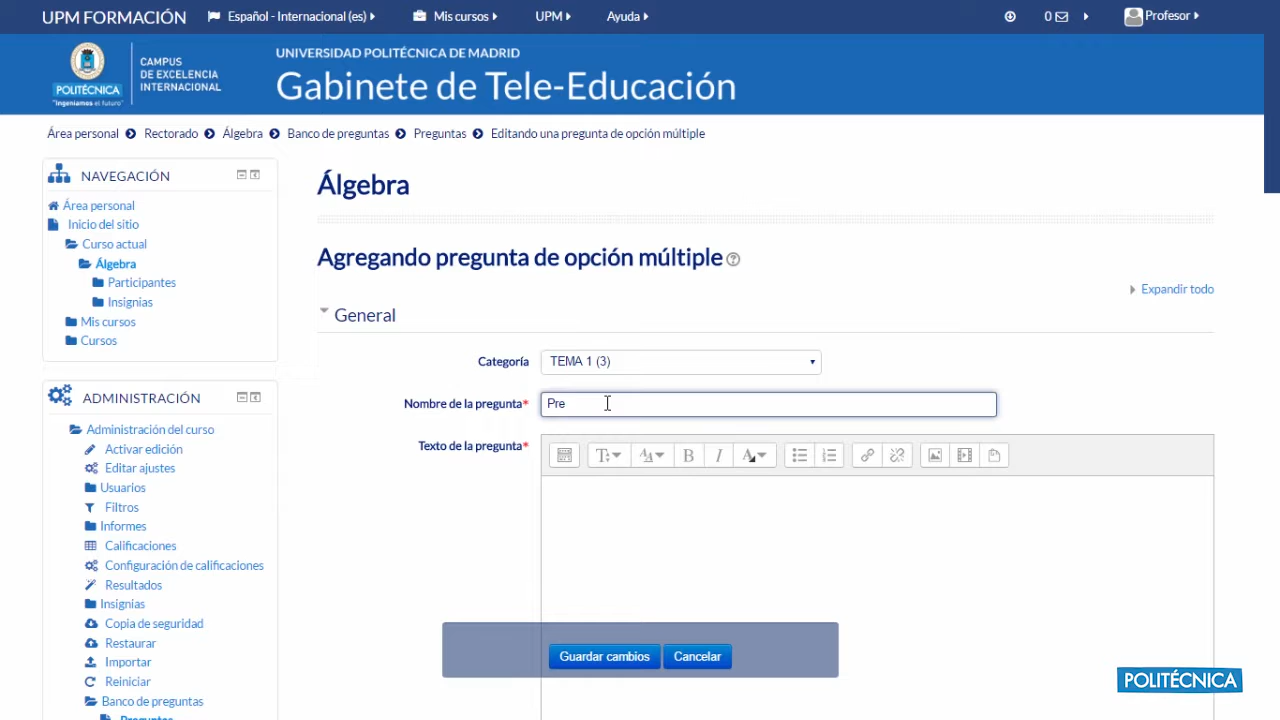 UPM FORMACIÓN Español - Internacional (es) Mis cursos UPM Ayuda 0 Profesor
POLITÉCNICA
"Ingeniamos el futuro"
CAMPUS
DE EXCELENCIA
INTERNACIONAL
UNIVERSIDAD POLITÉCNICA DE MADRID
Gabinete de Tele-Educación
Área personal Rectorado Álgebra Banco de preguntas Preguntas Editando una pregunta de opción múltiple
NAVEGACIÓN
Área personal
Inicio del sitio
Curso actual
Álgebra
Participantes
Insignias
Mis cursos
Cursos
ADMINISTRACIÓN
Administración del curso
Activar edición
Editar ajustes
Usuarios
Filtros
Informes
Calificaciones
Configuración de calificaciones
Resultados
Insignias
Copia de seguridad
Restaurar
Importar
Reiniciar
Banco de preguntas
Preguntas
Álgebra
Agregando pregunta de opción múltiple
Expandir todo
General
Categoría TEMA 1 (3)
Nombre de la pregunta* Pre
Texto de la pregunta*
Guardar cambios Cancelar
POLITÉCNICA